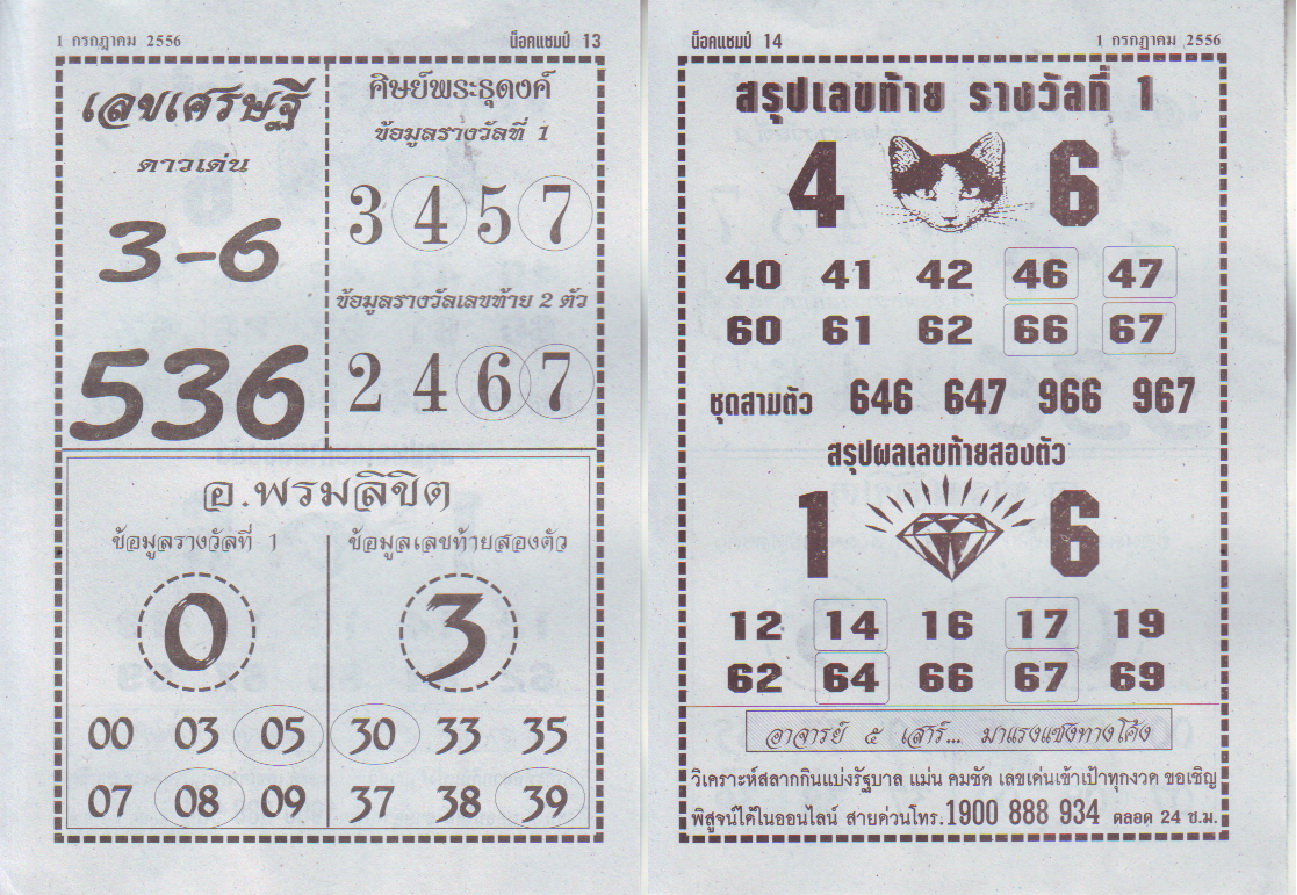 1 กรกฎาคม 2556
น็อคแชมป์ 13
เลขเศรษฐี
ดาวเด่น
3-6
536
ศิษย์พระธุดงค์
ข้อมูลรางวัลที่ 1
3 4 5 7
ข้อมูลรางวัลเลขท้าย 2 ตัว
2 4 6 7
อ.พรมลิขิต
ข้อมูลรางวัลที่ 1
0
00 03 05
07 08 09
ข้อมูลเลขท้ายสองตัว
3
30 33 35
37 38 39
น็อคแชมป์ 14
1 กรกฎาคม 2556
สรุปเลขท้าย รางวัลที่ 1
4 6
40 41 42 46 47
60 61 62 66 67
ชุดสามตัว 646 647 966 967
สรุปผลเลขท้ายสองตัว
1 6
12 14 16 17 19
62 64 66 67 69
อาจารย์ ๕ เสาร์.... มาแรงแซงทางโค้ง
วิเคราะห์สลากกินแบ่งรัฐบาล แม่น คมชัด เลขเด่นเข้าเป้าทุกงวด ขอเชิญ
พิสูจน์ได้ในออนไลน์ สายด่วนโทร.1900 888 934 ตลอด 24 ช.ม.